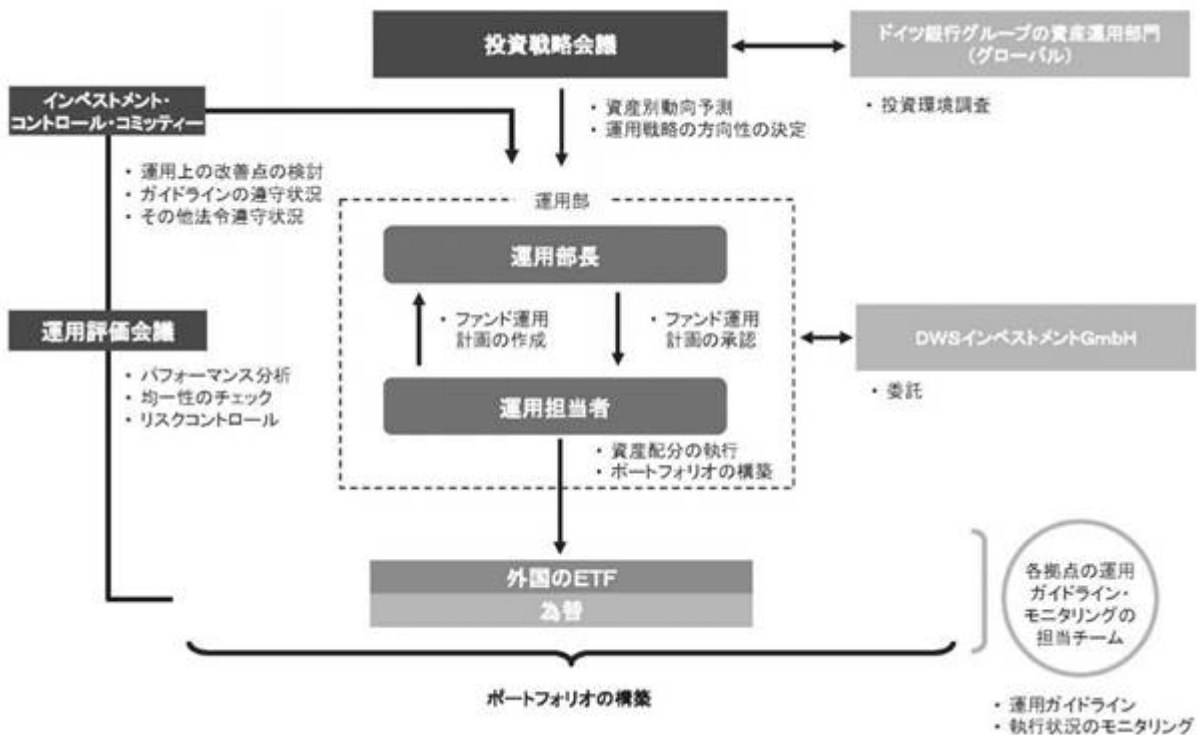 投資戦略会議
ドイツ銀行グループの資産運用部門
(グローバル)
・投資環境調査
・資産別動向予測
・運用戦略の方向性の決定
インベストメント・
コントロール・コミッティー
・運用上の改善点の検討
・ガイドラインの遵守状況
・その他法令遵守状況
運用部
運用部長
・ファンド運用
計画の作成
・ファンド運用
計画の承認
運用評価会議
・パフォーマンス分析
・均一性のチェック
・リスクコントロール
DWSインベストメントGmbH
・委託
運用担当者
・資産配分の執行
・ポートフォリオの構築
外国のETF
為替
各拠点の運用
ガイドライン・
モニタリングの
担当チーム
・運用ガイドライン
・執行状況のモニタリング
ポートフォリオの構築